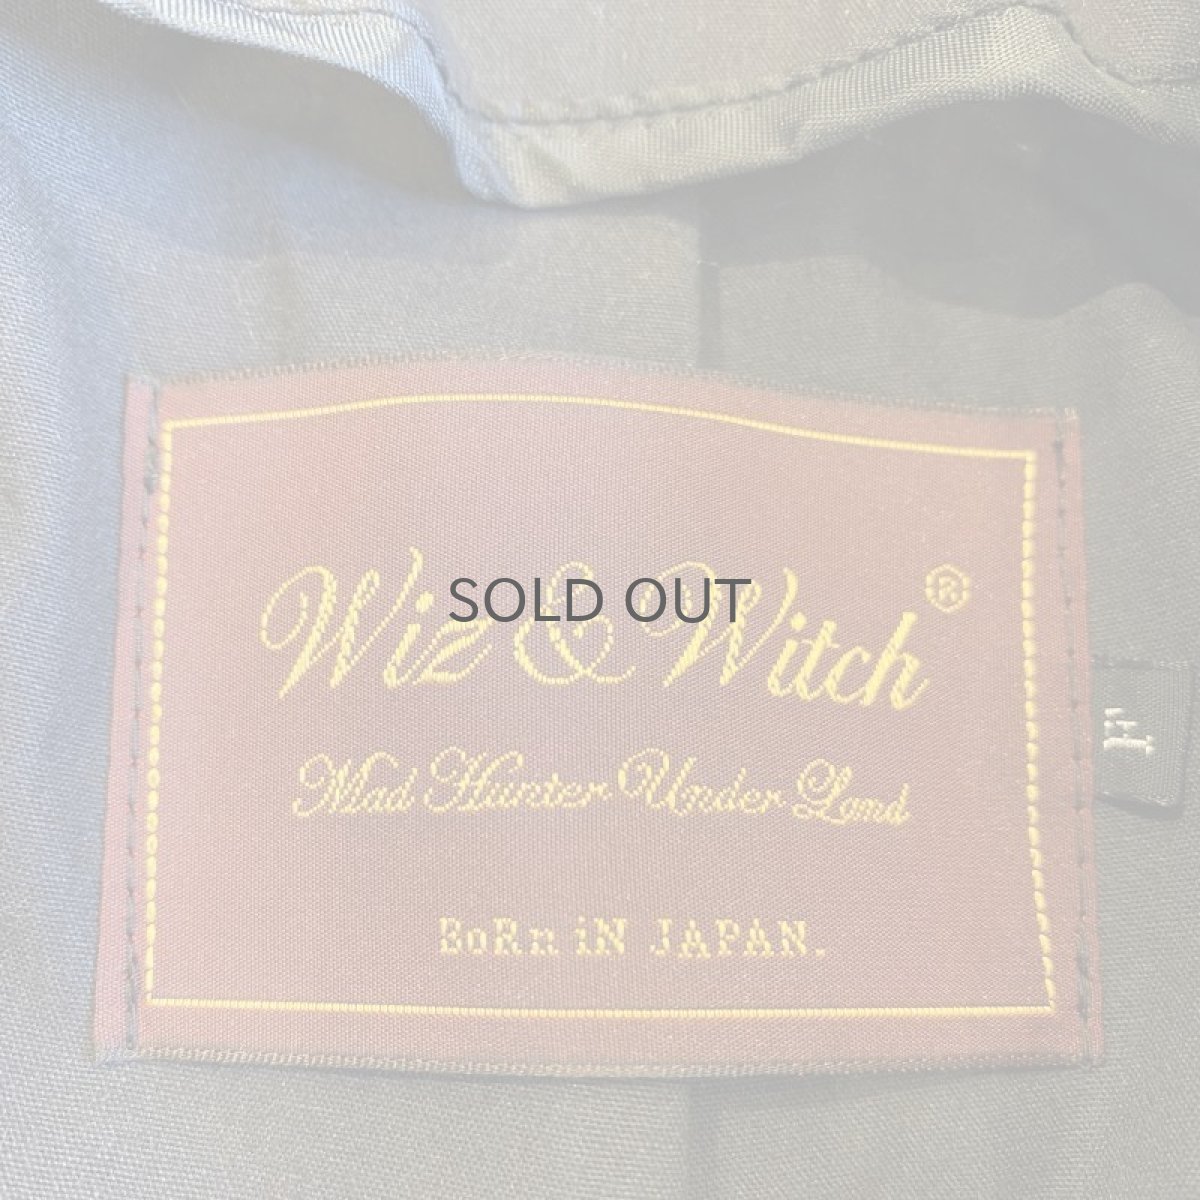 Wiz & Witch®
SOLD OUT
Mad Hunter Under Land
BoRn iN JAPAN.
F